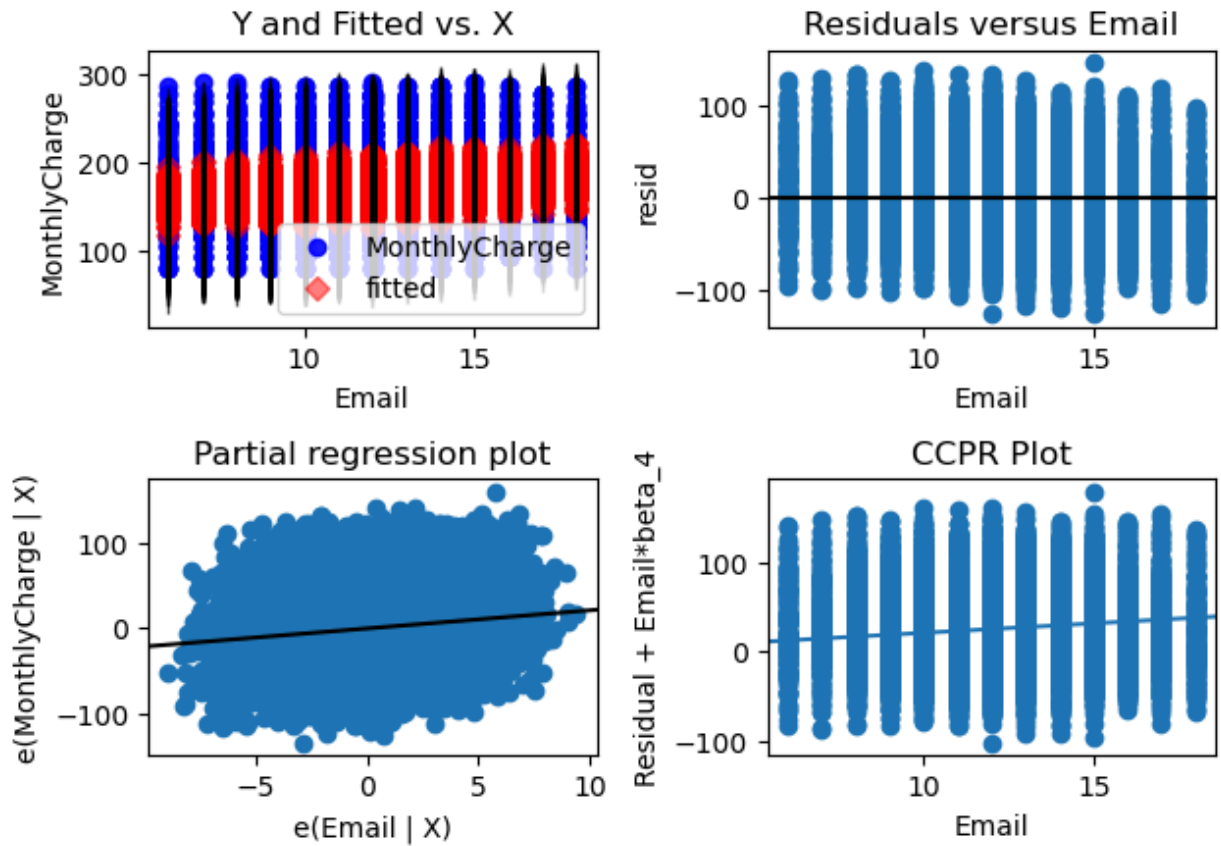 Y and Fitted vs. X
MonthlyCharge
300
200
100
MonthlyCharge
fitted
10
15
Email
Residuals versus Email
resid
100
0
−100
10
15
Email
Partial regression plot
e(MonthlyCharge | X)
100
0
−100
−5
0
5
10
e(Email | X)
CCPR Plot
Residual + Email*beta_4
100
0
−100
10
15
Email